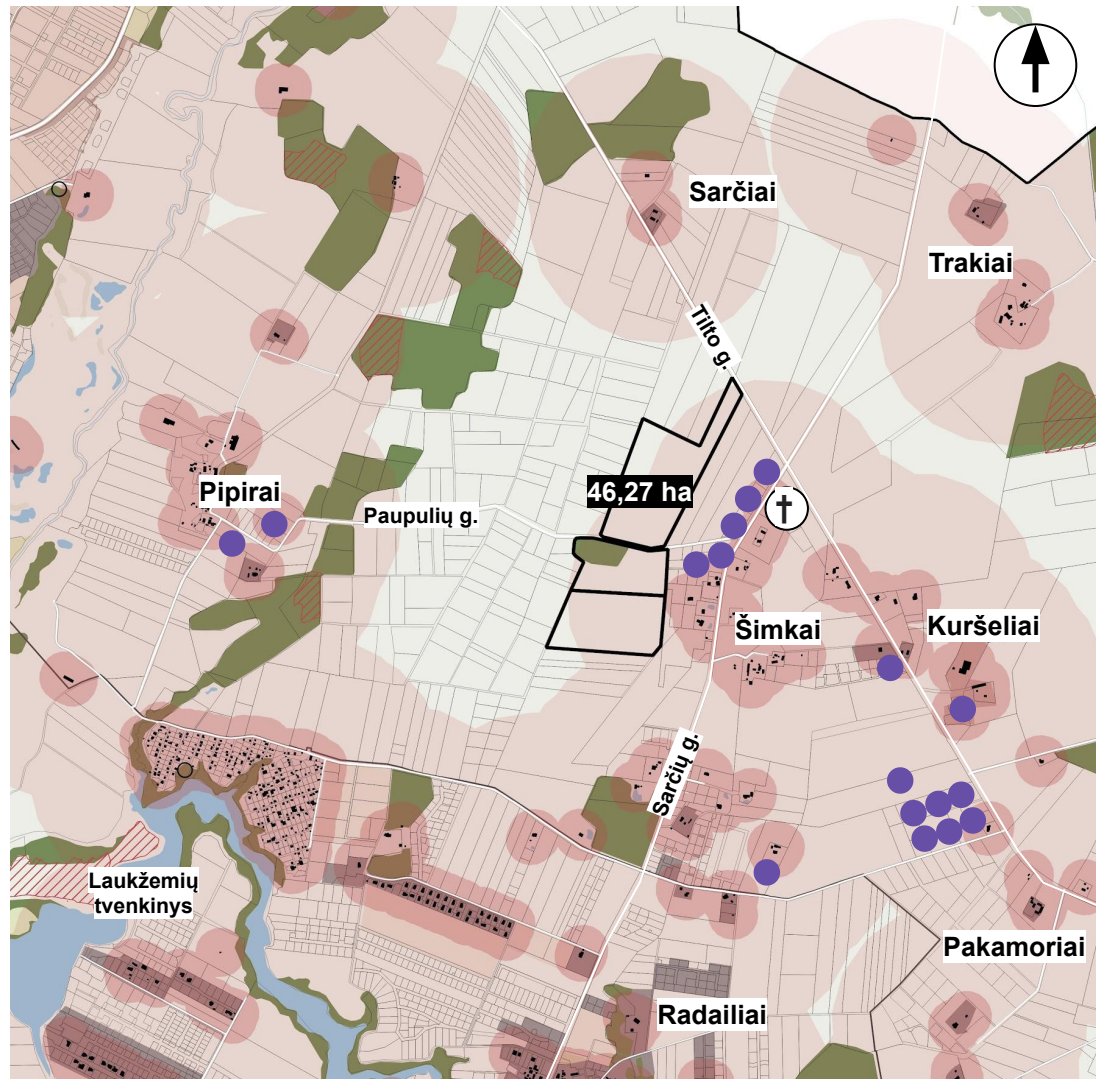 Sarčiai
Trakiai
Tilto g.
46,27 ha
Pipirai
Paupulių g.
Šimkai
Kuršeliai
Sarčių g.
Laukžemių
tvenkinys
Pakamoriai
Radailiai